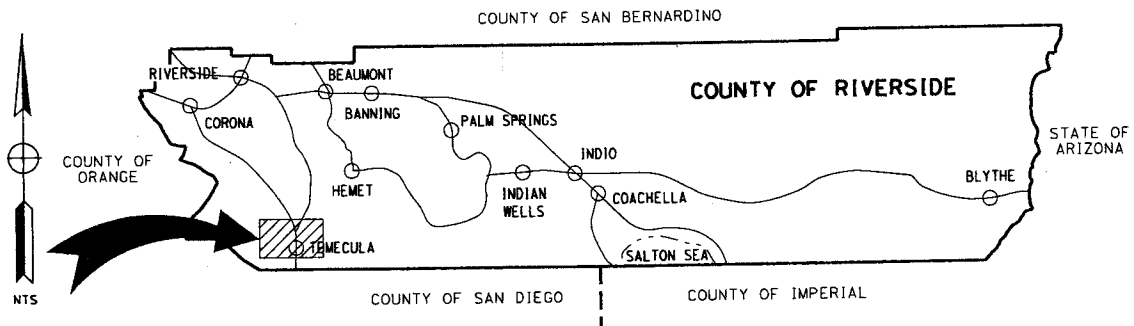 COUNTY OF SAN BERNARDINO
RIVERSIDE
BEAUMONT
COUNTY OF RIVERSIDE
CORONA
BANNING
PALM SPRINGS
STATE OF
ARIZONA
COUNTY OF
ORANGE
INDIO
HEMET
INDIAN
WELLS
COACHELLA
BLYTHE
TEMECULA
SALTON SEA
NTS
COUNTY OF SAN DIEGO
COUNTY OF IMPERIAL